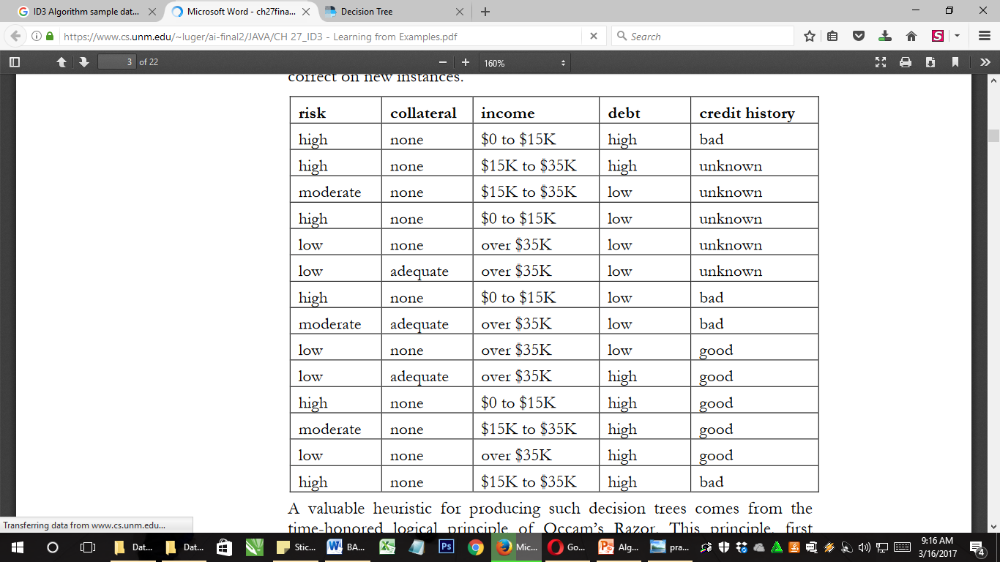 ID3 Algorithm sample dat...
Microsoft Word - ch27fina...
Decision Tree
https://www.cs.unm.edu/~luger/ai-final2/JAVA/CH 27_ID3 - Learning from Examples.pdf
Search
3 of 22
160%
correct on new instances.
risk collateral income debt credit history
high none $0 to $15K high bad
high none $15K to $35K high unknown
moderate none $15K to $35K low unknown
high none $0 to $15K low unknown
low none over $35K low unknown
low adequate over $35K low unknown
high none $0 to $15K low bad
moderate adequate over $35K low bad
low none over $35K low good
low adequate over $35K high good
high none $0 to $15K high good
moderate none $15K to $35K high good
low none over $35K high good
high none $15K to $35K high bad
A valuable heuristic for producing such decision trees comes from the
time-honored logical principle of Occam's Razor. This principle, first
Transferring data from www.cs.unm.edu...
Dat...
Dat...
Stic...
BA...
Ps
Mic...
Go...
Alg...
pra...
9:16 AM
3/16/2017
4